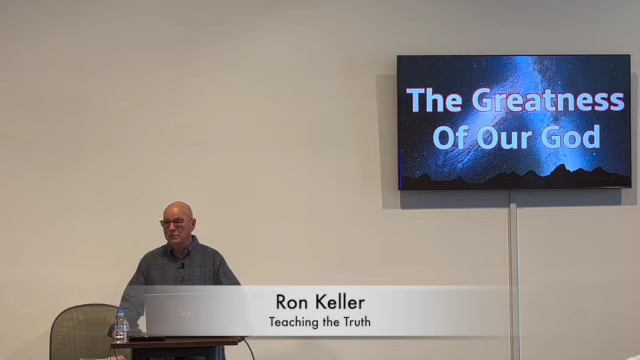 The Greatness
Of Our God
Ron Keller
Teaching the Truth